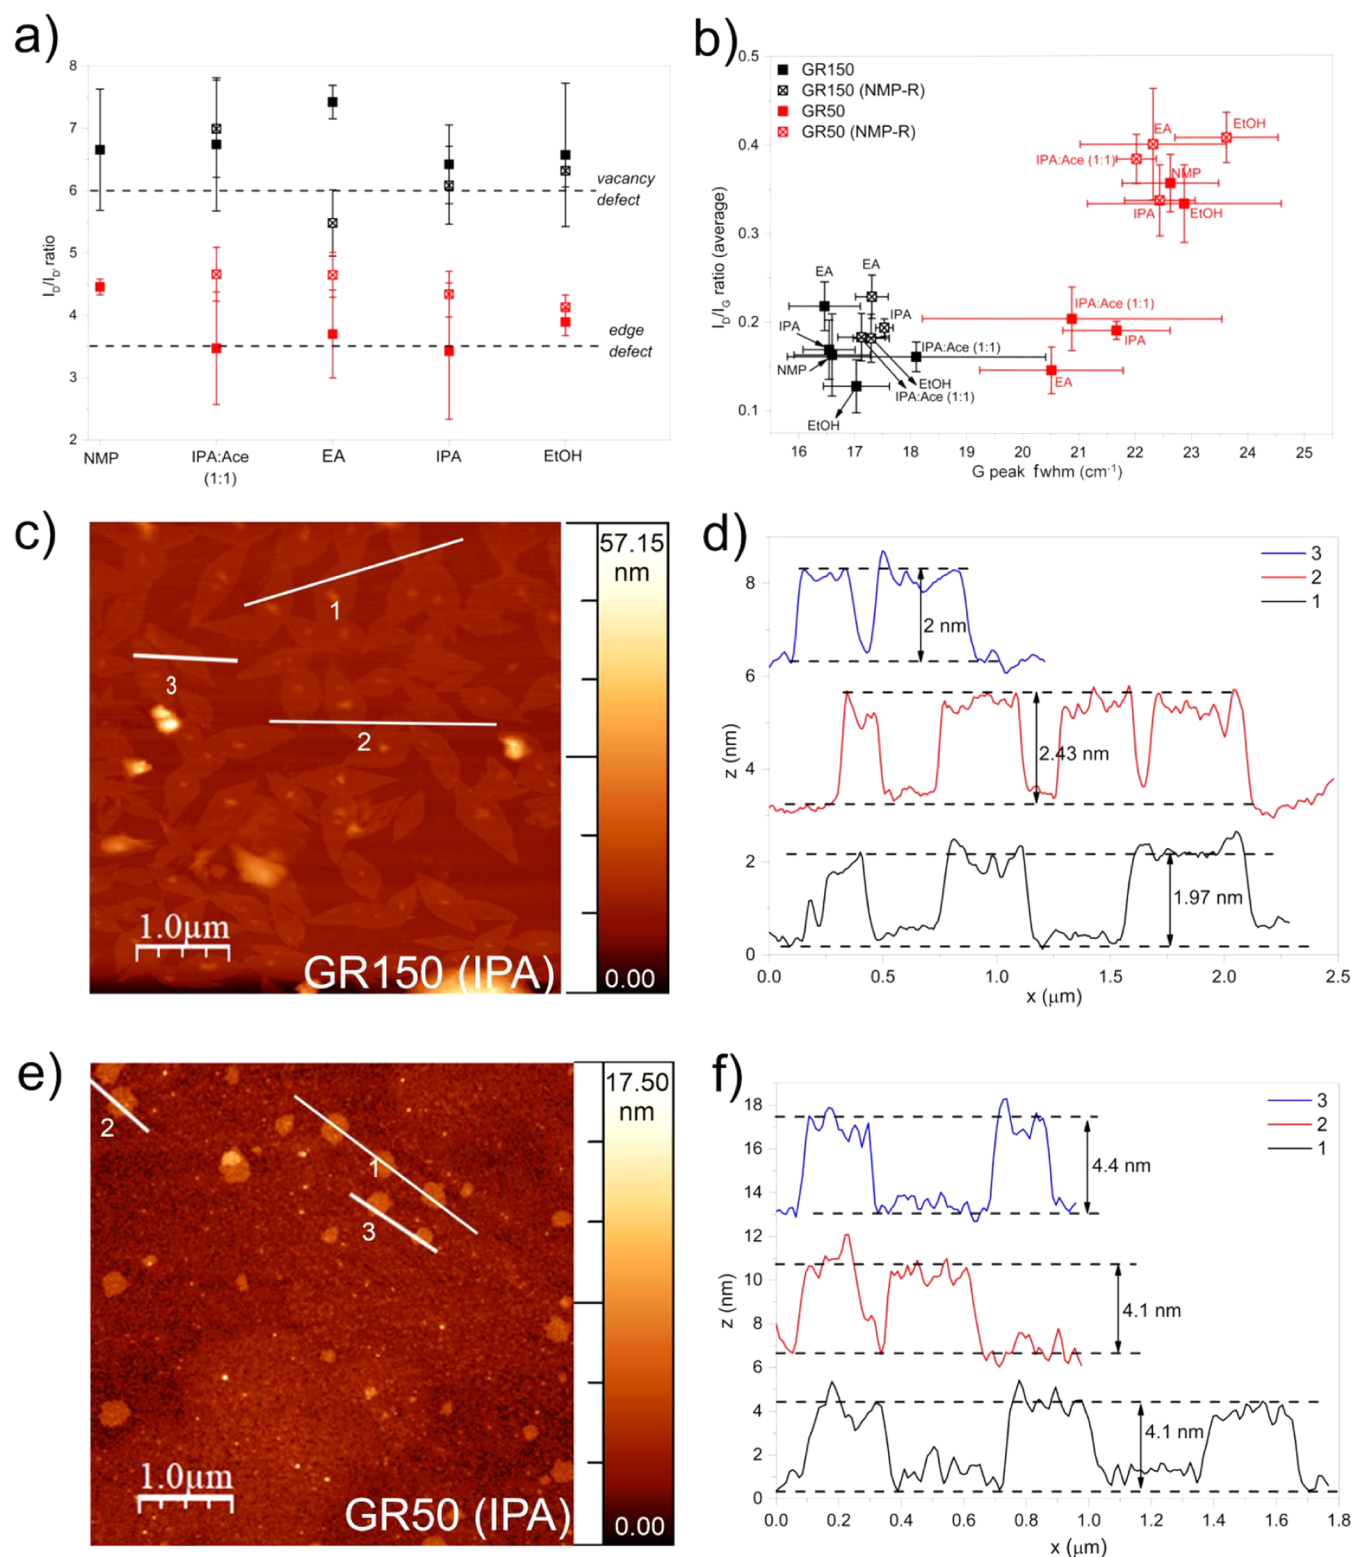 a)
8
7
6
5
4
3
2
I_D/I_D' ratio
vacancy
defect
edge
defect
NMP
IPA:Ace
(1:1)
EA
IPA
EtOH
b)
0.5
0.4
0.3
0.2
0.1
I_D/I_G ratio (average)
GR150
GR150 (NMP-R)
GR50
GR50 (NMP-R)
EA
EtOH
IPA:Ace (1:1)
NMP
IPA
EtOH
EA
EA
IPA
IPA
NMP
IPA:Ace (1:1)
EtOH
IPA:Ace (1:1)
EtOH
IPA:Ace (1:1)
IPA
EA
16 17 18 19 20 21 22 23 24 25
G peak fwhm (cm⁻¹)
c)
1
3
2
1.0µm
GR150 (IPA)
57.15
nm
0.00
d)
3
2
1
8
6
4
2
0
z (nm)
2 nm
2.43 nm
1.97 nm
0.0 0.5 1.0 1.5 2.0 2.5
x (µm)
e)
2
1
3
1.0µm
GR50 (IPA)
17.50
nm
0.00
f)
3
2
1
18
16
14
12
10
8
6
4
2
0
z (nm)
4.4 nm
4.1 nm
4.1 nm
0.0 0.2 0.4 0.6 0.8 1.0 1.2 1.4 1.6 1.8
x (µm)